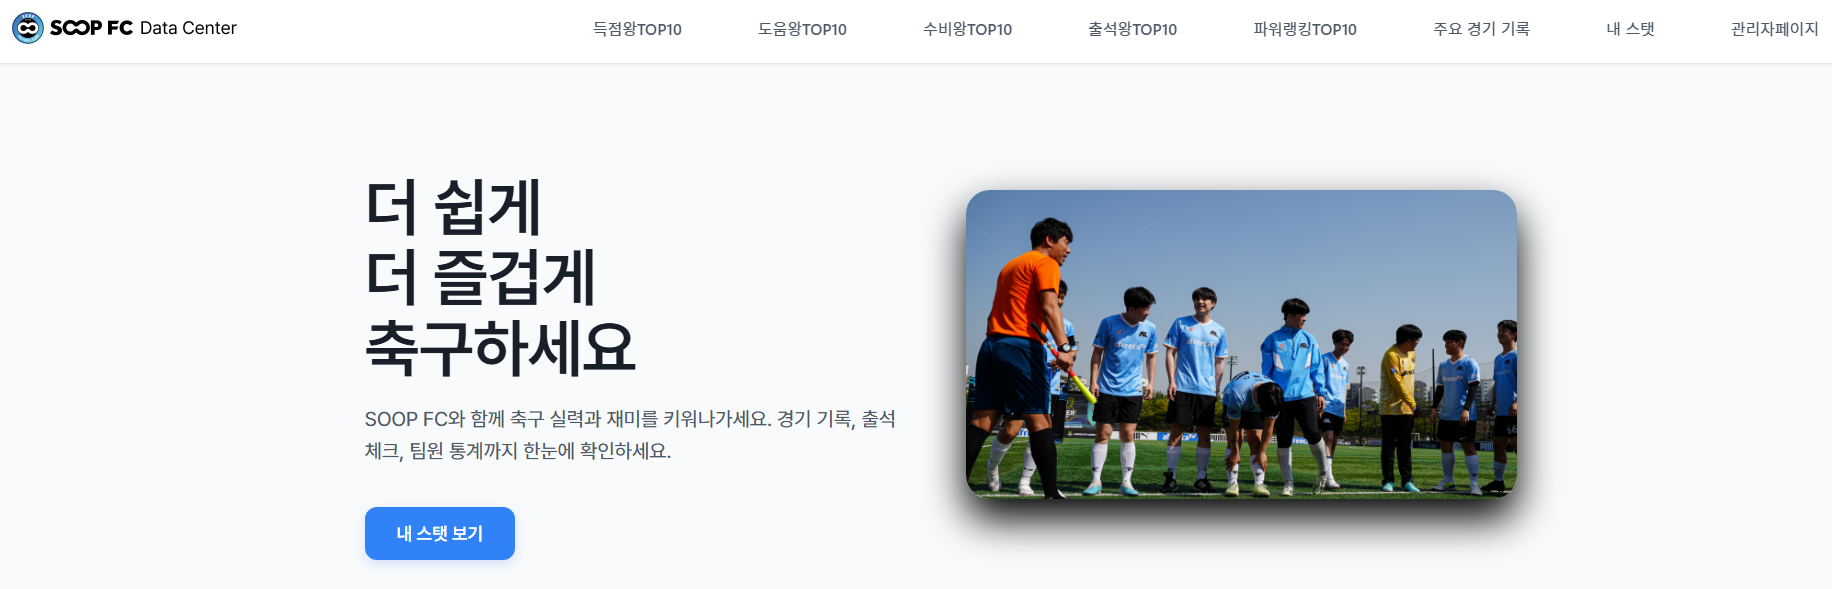 SOOP FC Data Center
득점왕TOP10
도움왕TOP10
수비왕TOP10
출석왕TOP10
파워랭킹TOP10
주요 경기 기록
내 스탯
관리자페이지
더 쉽게
더 즐겁게
축구하세요
SOOP FC와 함께 축구 실력과 재미를 키워나가세요. 경기 기록, 출석
체크, 팀원 통계까지 한눈에 확인하세요.
내 스탯 보기